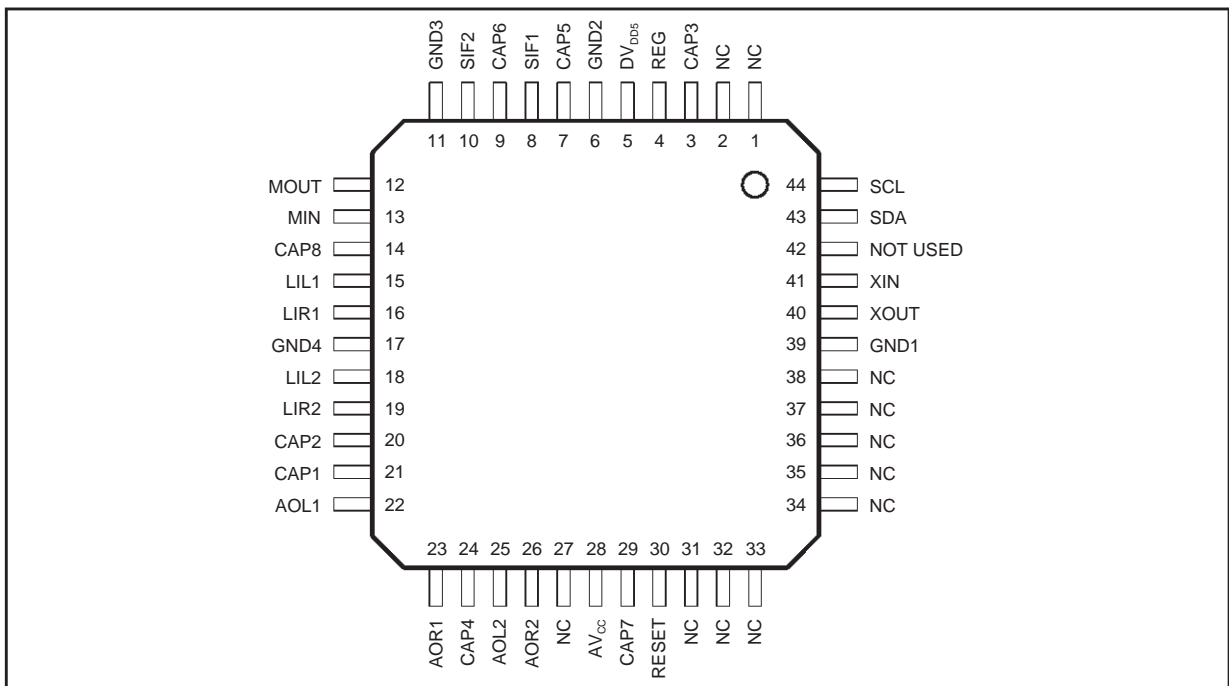 GND3 SIF2 CAP6 SIF1 CAP5 GND2 DVDD5 REG CAP3 NC NC
11 10 9 8 7 6 5 4 3 2 1
MOUT 12 44 SCL
MIN 13 43 SDA
CAP8 14 42 NOT USED
LIL1 15 41 XIN
LIR1 16 40 XOUT
GND4 17 39 GND1
LIL2 18 38 NC
LIR2 19 37 NC
CAP2 20 36 NC
CAP1 21 35 NC
AOL1 22 34 NC
23 24 25 26 27 28 29 30 31 32 33
AOR1 CAP4 AOL2 AOR2 NC AVCC CAP7 RESET NC NC NC